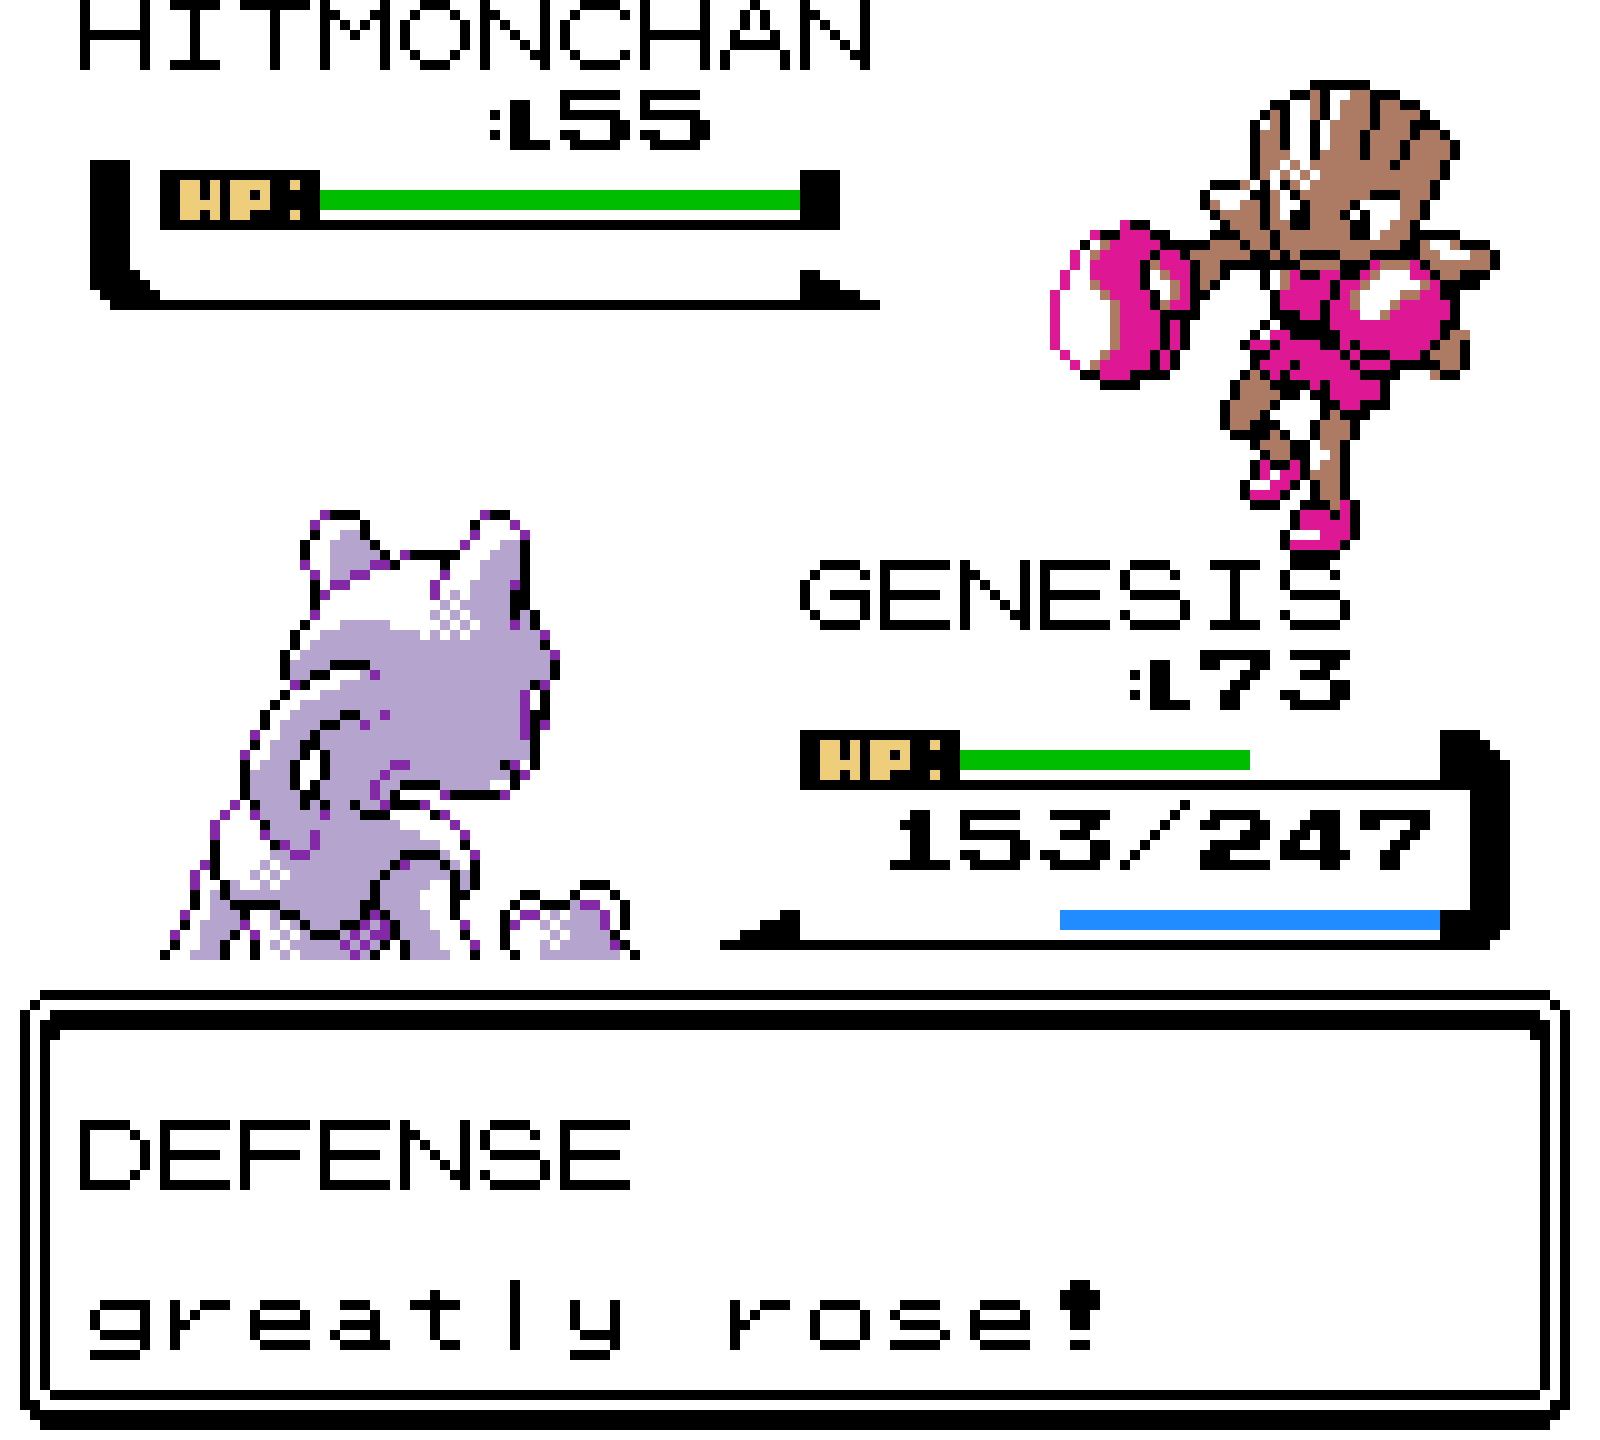 HITMONCHAN
:L55
HP:
GENESIS
:L73
HP:
153/247
DEFENSE
greatly rose!